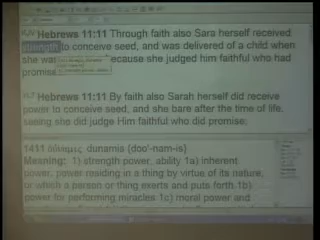 Hebrews 11:11 Through faith also Sara herself received
strength to conceive seed, and was delivered of a child when
she was ecause she judged him faithful who had
promise
Hebrews 11:11 By faith also Sarah herself did receive
power to conceive seed, and she bare after the time of life,
seeing she did judge Him faithful who did promise;
1411 dunamis {doo'-nam-is}
Meaning: 1) strength power, ability 1a) inherent
power, power residing in a thing by virtue of its nature,
or which a person or thing exerts and puts forth 1b)
power for performing miracles 1c) moral power and